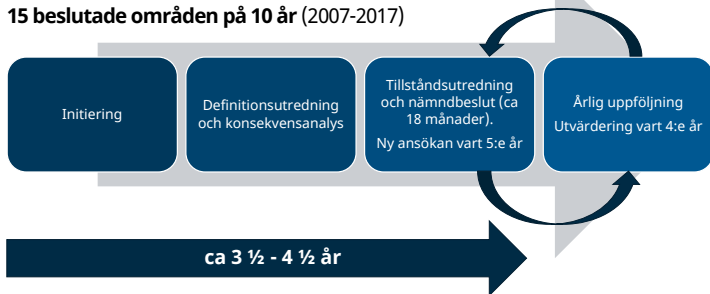 15 beslutade områden på 10 år (2007-2017)
Initiering
Definitionsutredning
och konsekvensanalys
Tillståndsutredning
och nämndbeslut (ca
18 månader).
Ny ansökan vart 5:e år
Årlig uppföljning
Utvärdering vart 4:e år
ca 3 ½ - 4 ½ år